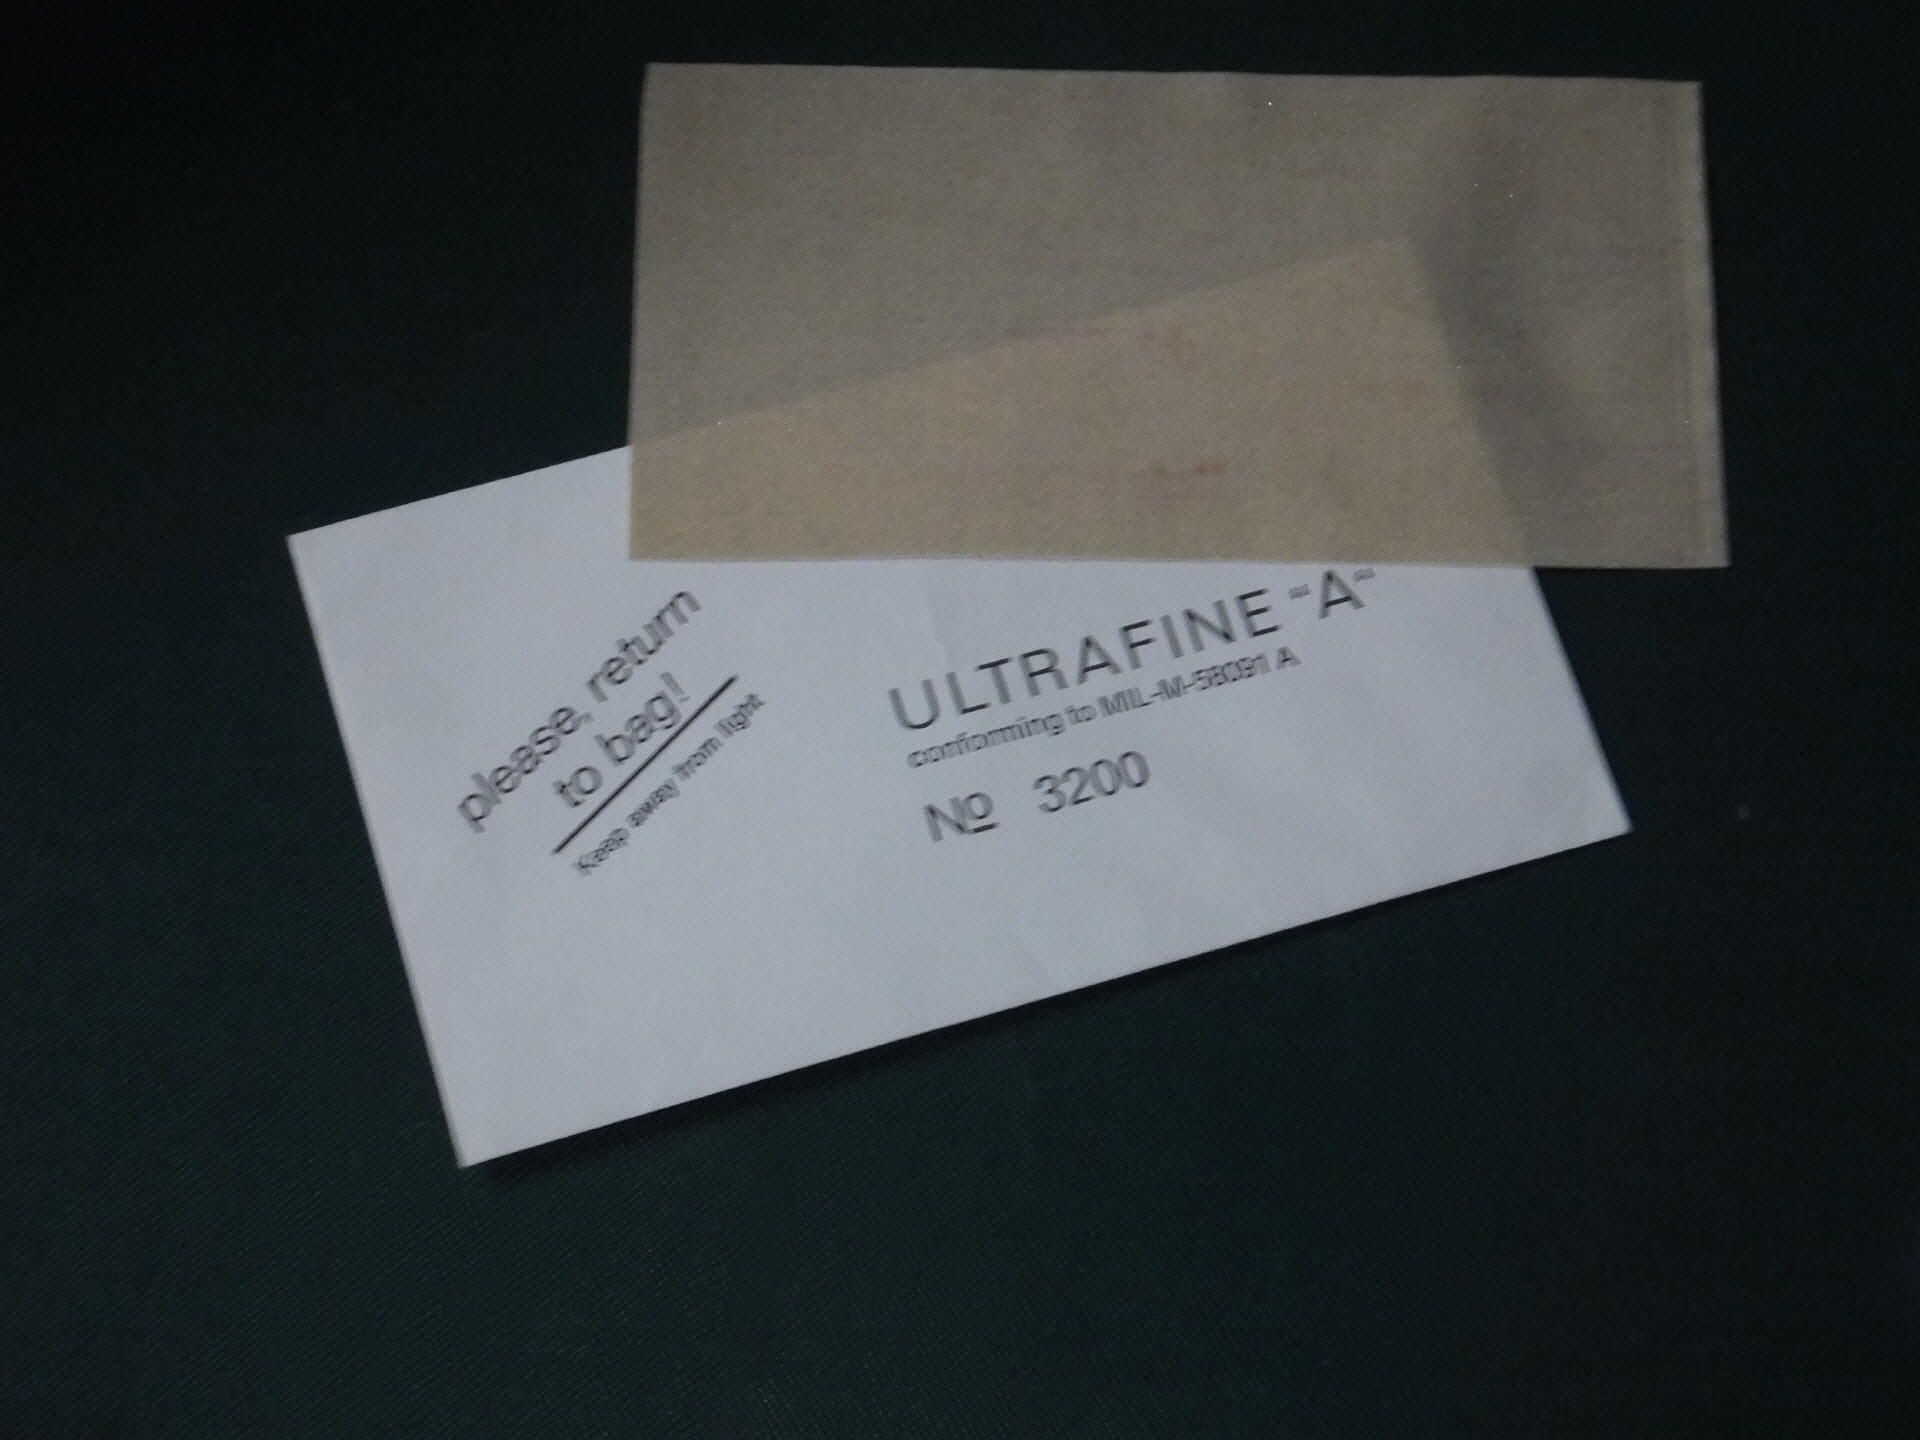 please, return
to bag!
Keep away from light
ULTRAFINE "A"
conforming to MIL-M-58091 A
No 3200